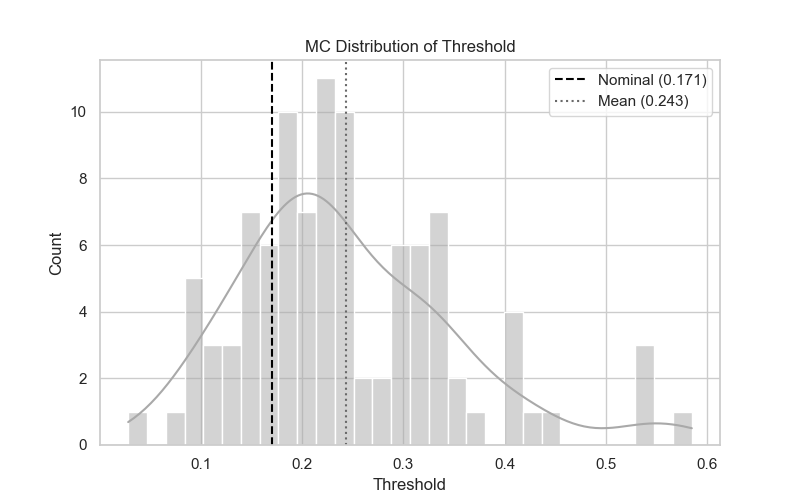 MC Distribution of Threshold
Nominal (0.171)
Mean (0.243)
10
8
6
4
2
0
Count
0.1 0.2 0.3 0.4 0.5 0.6
Threshold